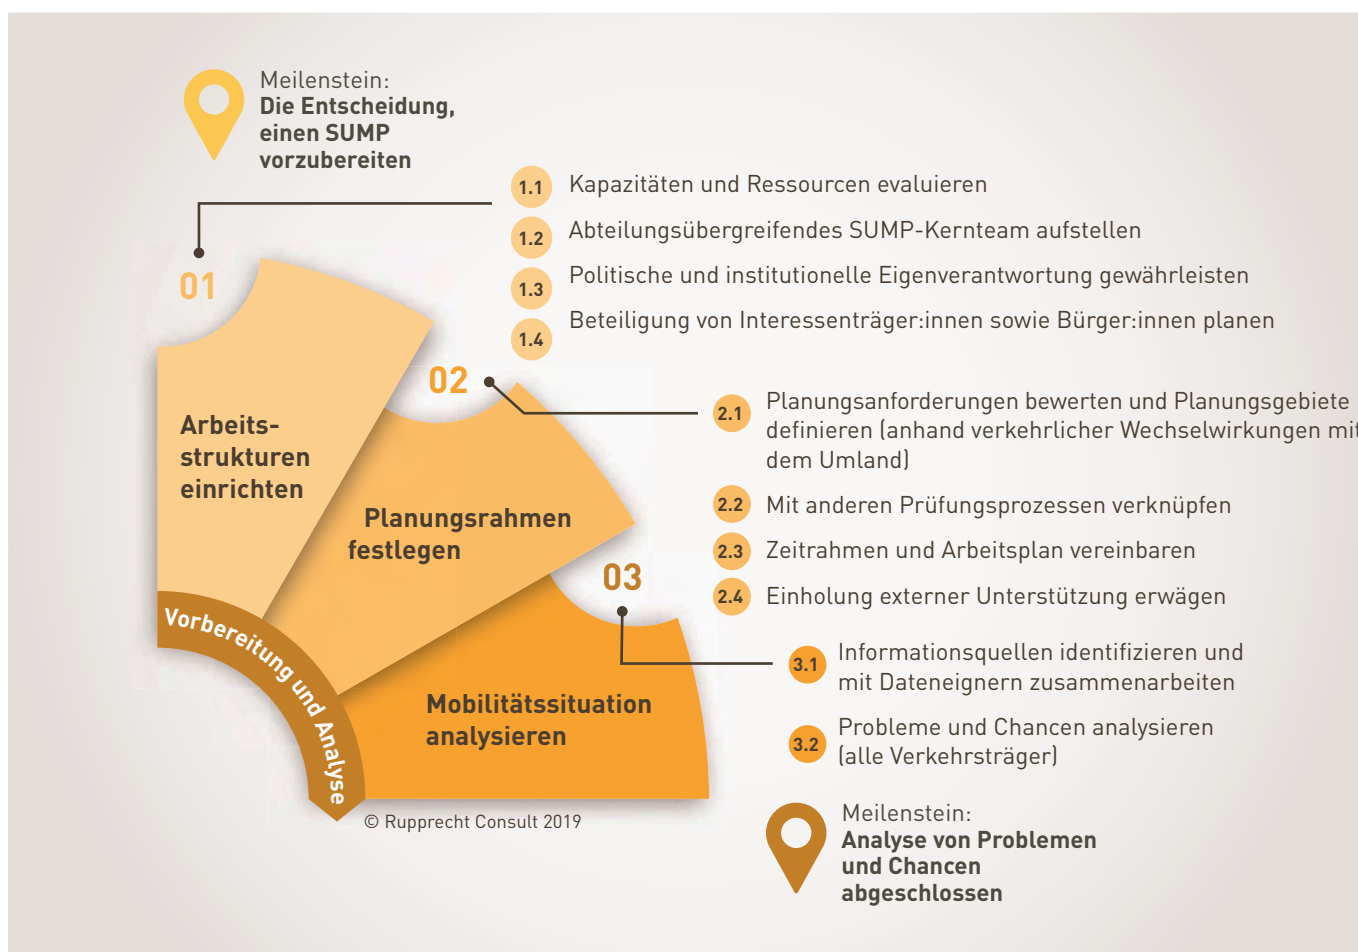 Meilenstein:
Die Entscheidung,
einen SUMP
vorzubereiten
01
1.1 Kapazitäten und Ressourcen evaluieren
1.2 Abteilungsübergreifendes SUMP-Kernteam aufstellen
1.3 Politische und institutionelle Eigenverantwortung gewährleisten
1.4 Beteiligung von Interessenträger:innen sowie Bürger:innen planen
Arbeits-
strukturen
einrichten
02
2.1 Planungsanforderungen bewerten und Planungsgebiete
definieren (anhand verkehrlicher Wechselwirkungen mit
dem Umland)
2.2 Mit anderen Prüfungsprozessen verknüpfen
2.3 Zeitrahmen und Arbeitsplan vereinbaren
2.4 Einholung externer Unterstützung erwägen
Planungsrahmen
festlegen
03
3.1 Informationsquellen identifizieren und
mit Dateneignern zusammenarbeiten
3.2 Probleme und Chancen analysieren
(alle Verkehrsträger)
Mobilitätssituation
analysieren
Vorbereitung und Analyse
© Rupprecht Consult 2019
Meilenstein:
Analyse von Problemen
und Chancen
abgeschlossen